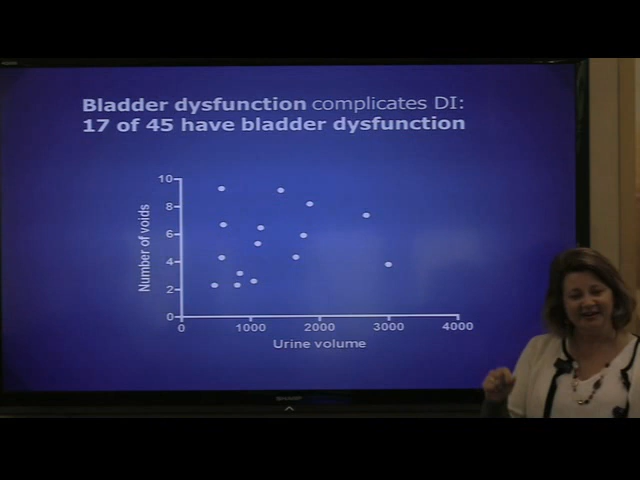 Bladder dysfunction complicates DI:
17 of 45 have bladder dysfunction
10
8
6
4
2
0
Number of voids
0 1000 2000 3000 4000
Urine volume
SHARP